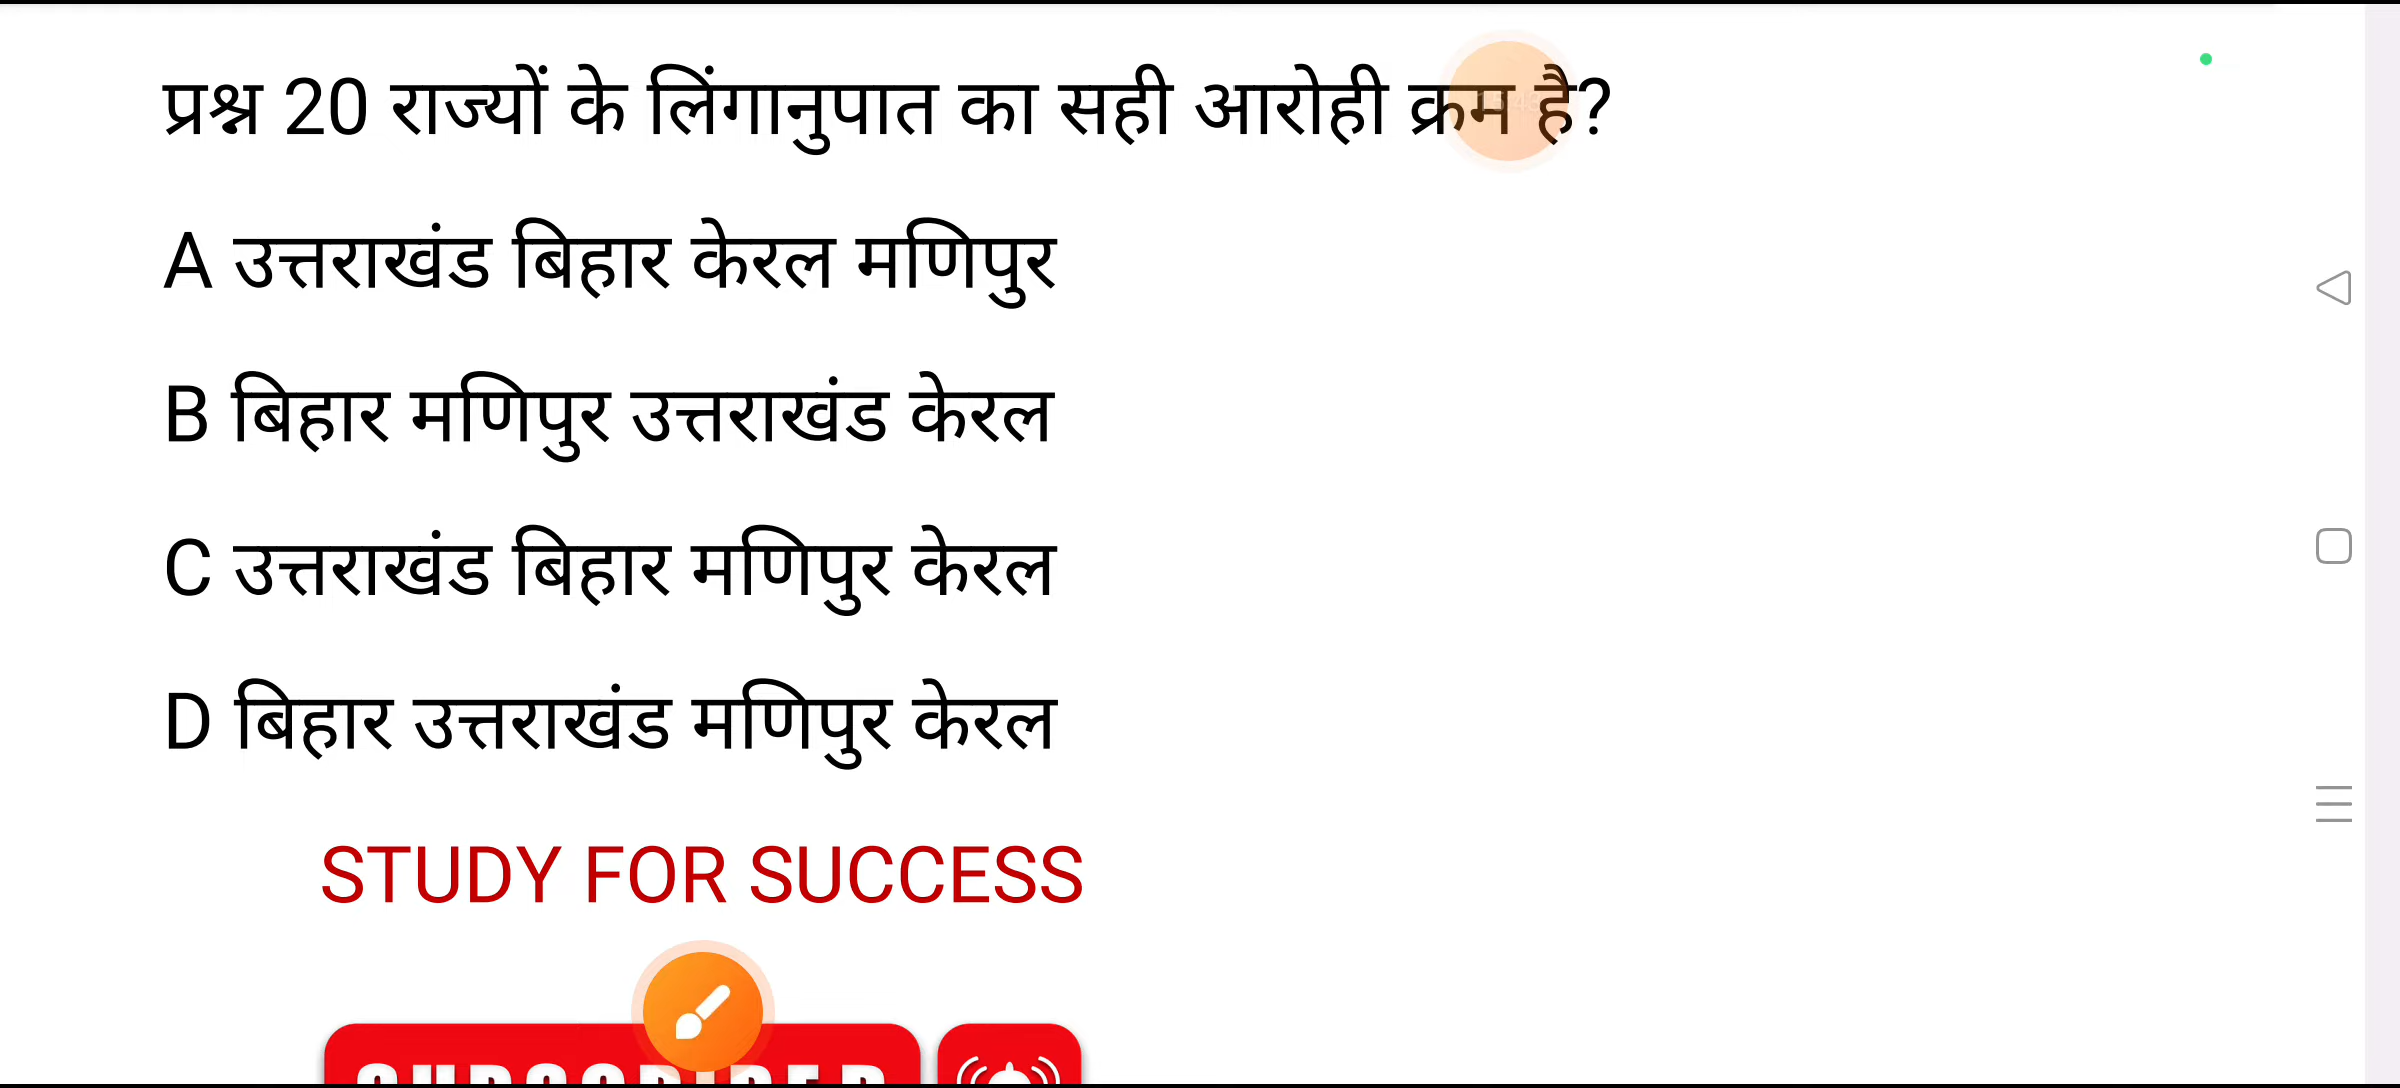 प्रश्न 20 राज्यों के लिंगानुपात का सही आरोही क्रम है?
A उत्तराखंड बिहार केरल मणिपुर
B बिहार मणिपुर उत्तराखंड केरल
C उत्तराखंड बिहार मणिपुर केरल
D बिहार उत्तराखंड मणिपुर केरल
STUDY FOR SUCCESS